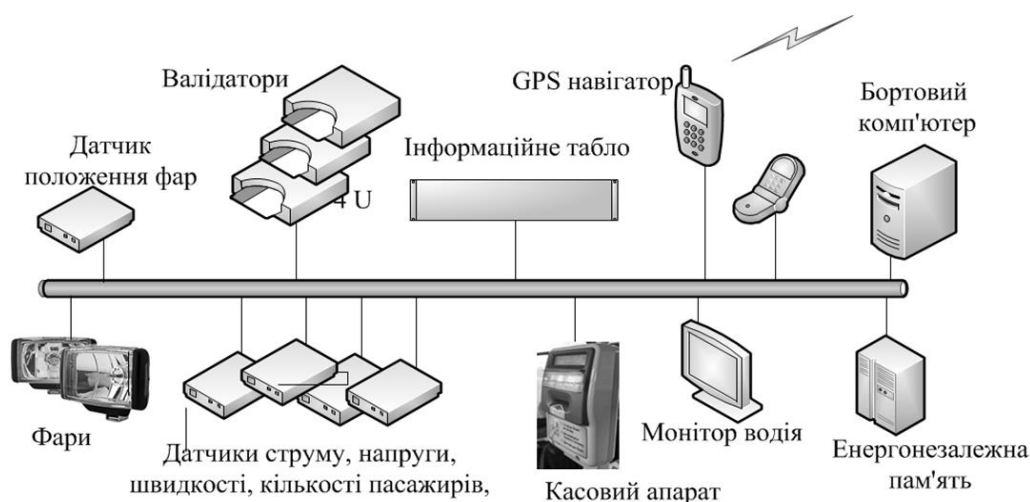 Валідатори
GPS навігатор
Бортовий
комп'ютер
Датчик
положення фар
Інформаційне табло
4 U
Фари
Датчики струму, напруги,
швидкості, кількості пасажирів,
Касовий апарат
Монітор водія
Енергонезалежна
пам'ять